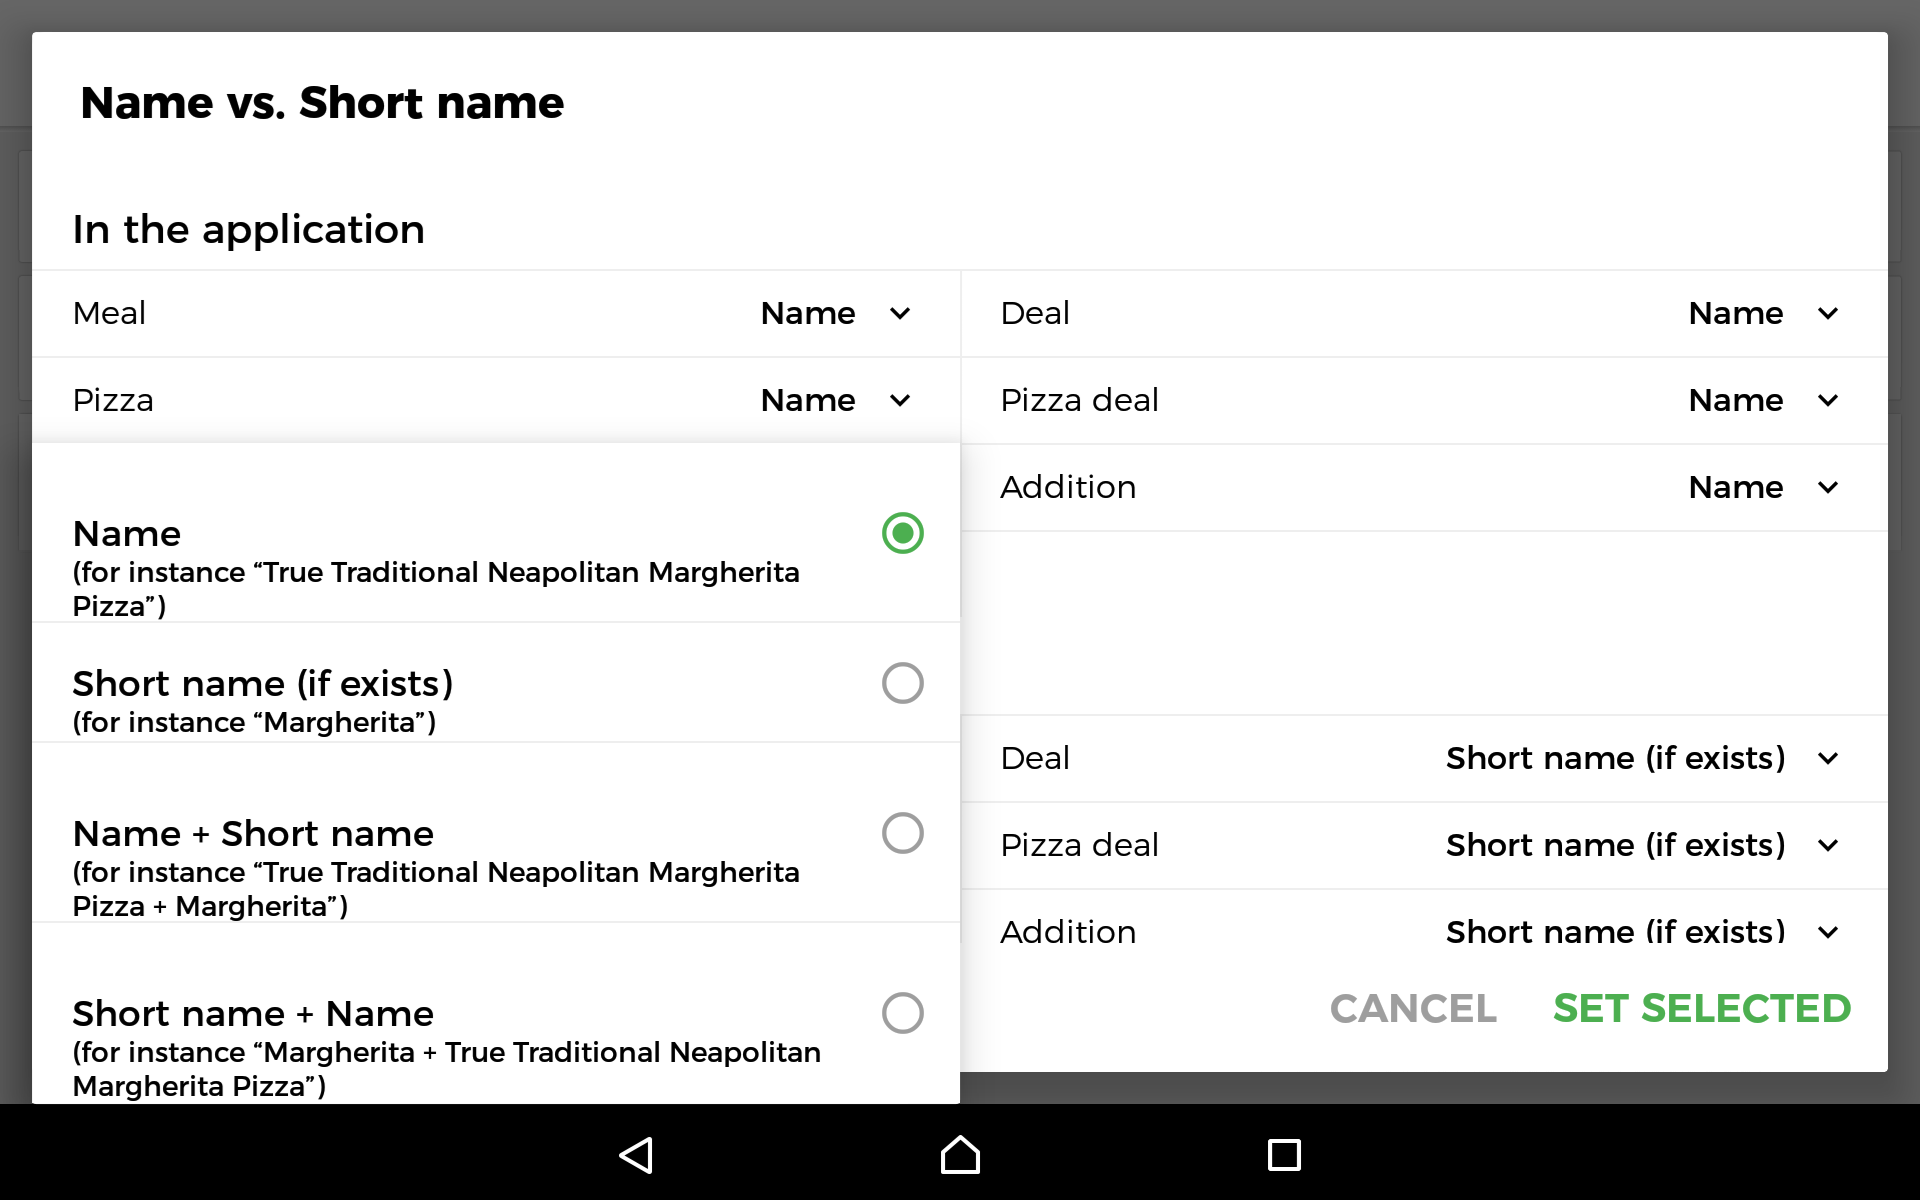 Name vs. Short name
In the application
Meal Name
Deal Name
Pizza Name
Pizza deal Name
Addition Name
Name
(for instance “True Traditional Neapolitan Margherita
Pizza”)
Short name (if exists)
(for instance “Margherita”)
Name + Short name
(for instance “True Traditional Neapolitan Margherita
Pizza + Margherita”)
Short name + Name
(for instance “Margherita + True Traditional Neapolitan
Margherita Pizza”)
Deal Short name (if exists)
Pizza deal Short name (if exists)
Addition Short name (if exists)
CANCEL SET SELECTED